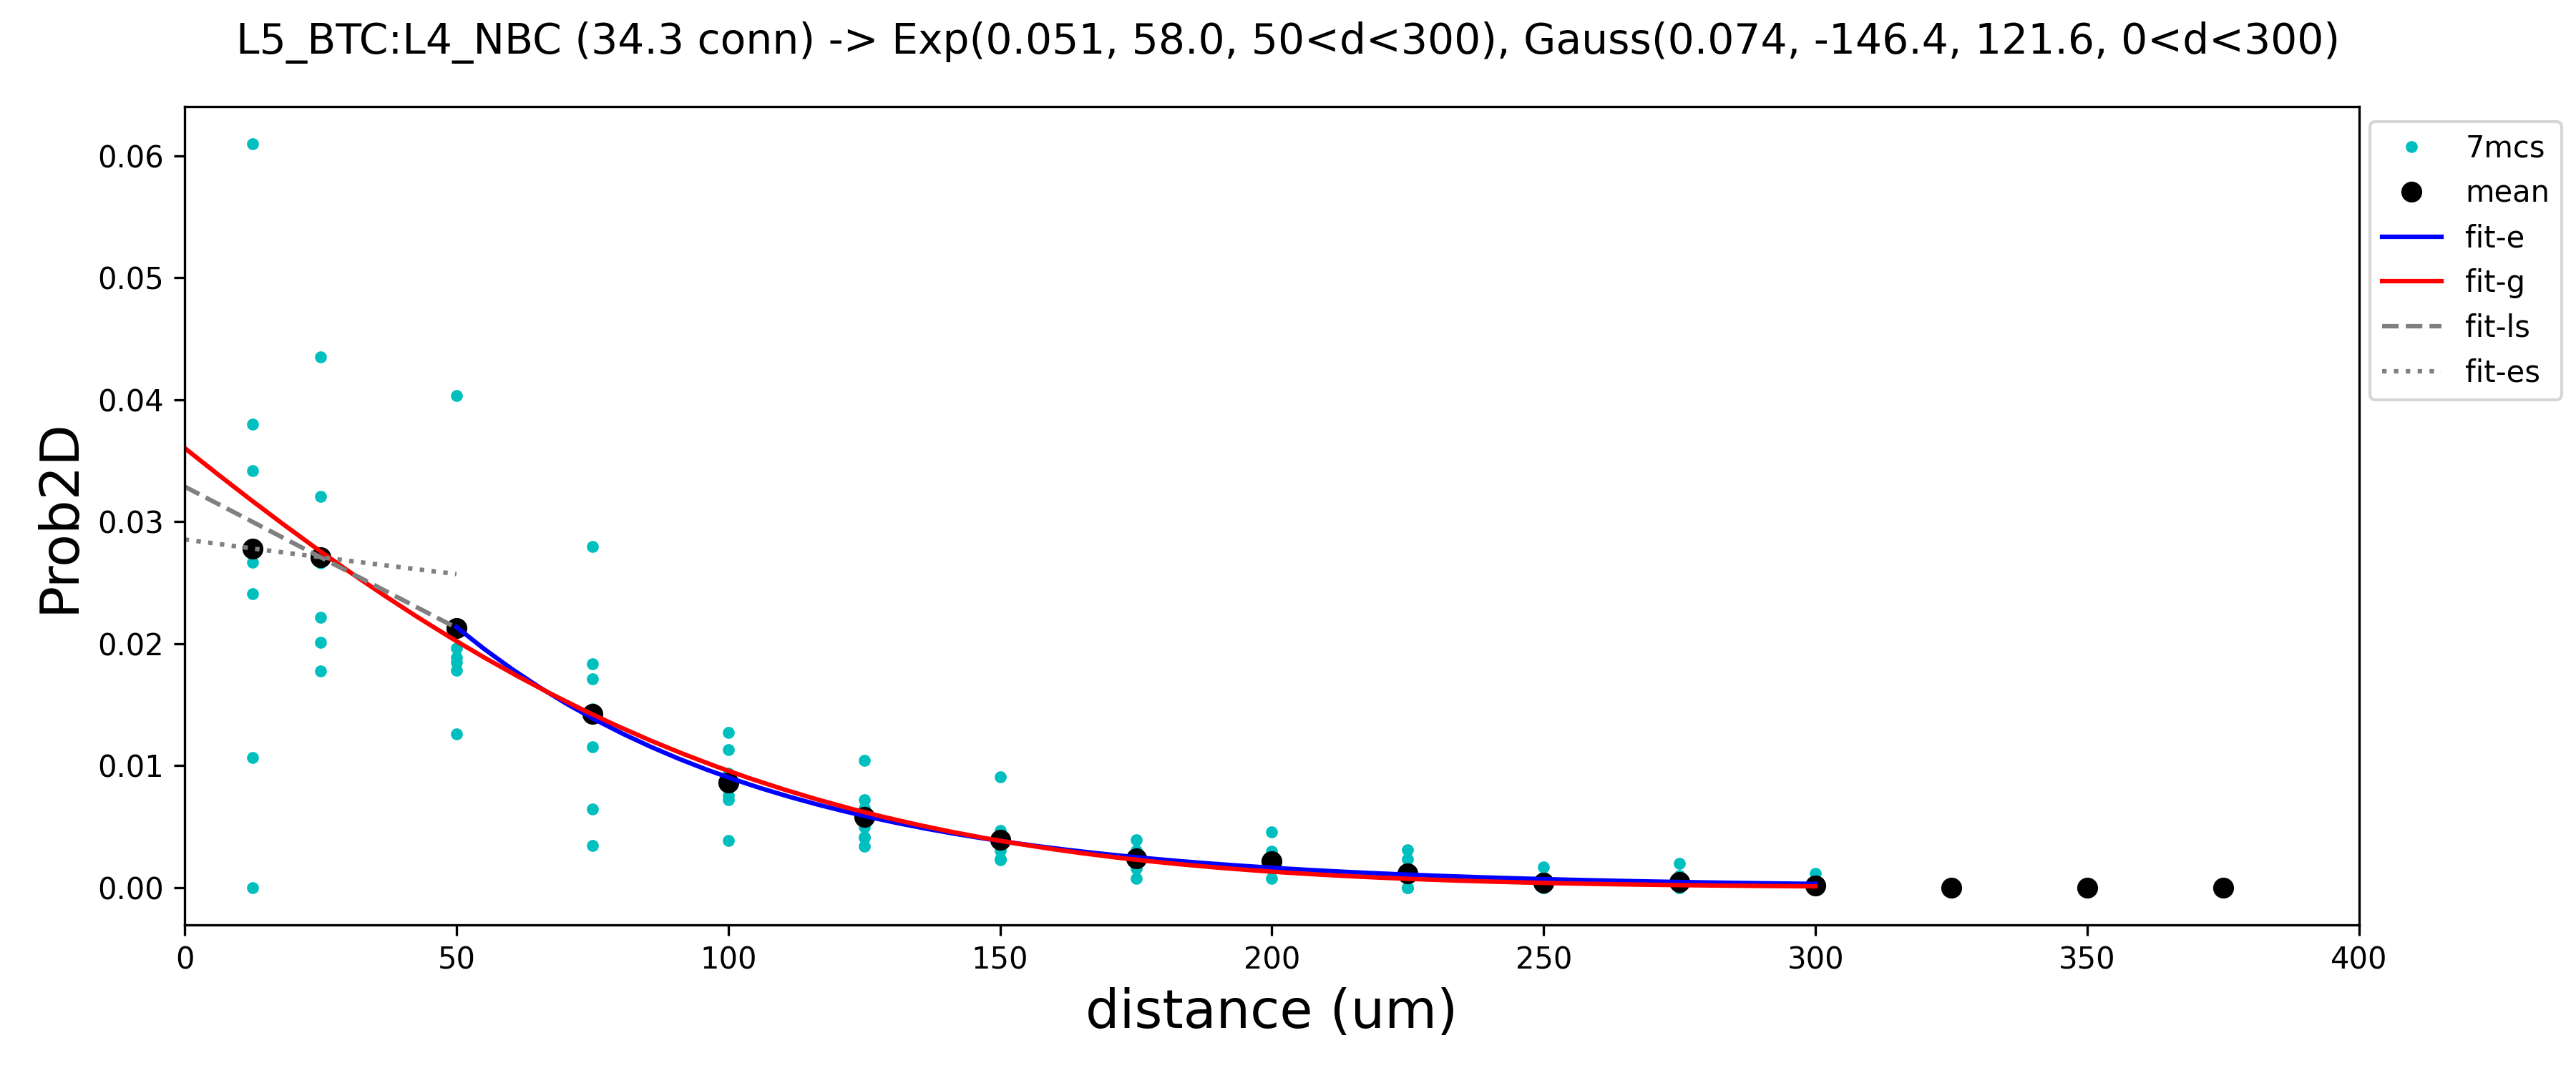 L5_BTC:L4_NBC (34.3 conn) -> Exp(0.051, 58.0, 50<d<300), Gauss(0.074, -146.4, 121.6, 0<d<300)
0.06
0.05
0.04
0.03
0.02
0.01
0.00
Prob2D
0 50 100 150 200 250 300 350 400
distance (um)
7mcs
mean
fit-e
fit-g
fit-ls
fit-es